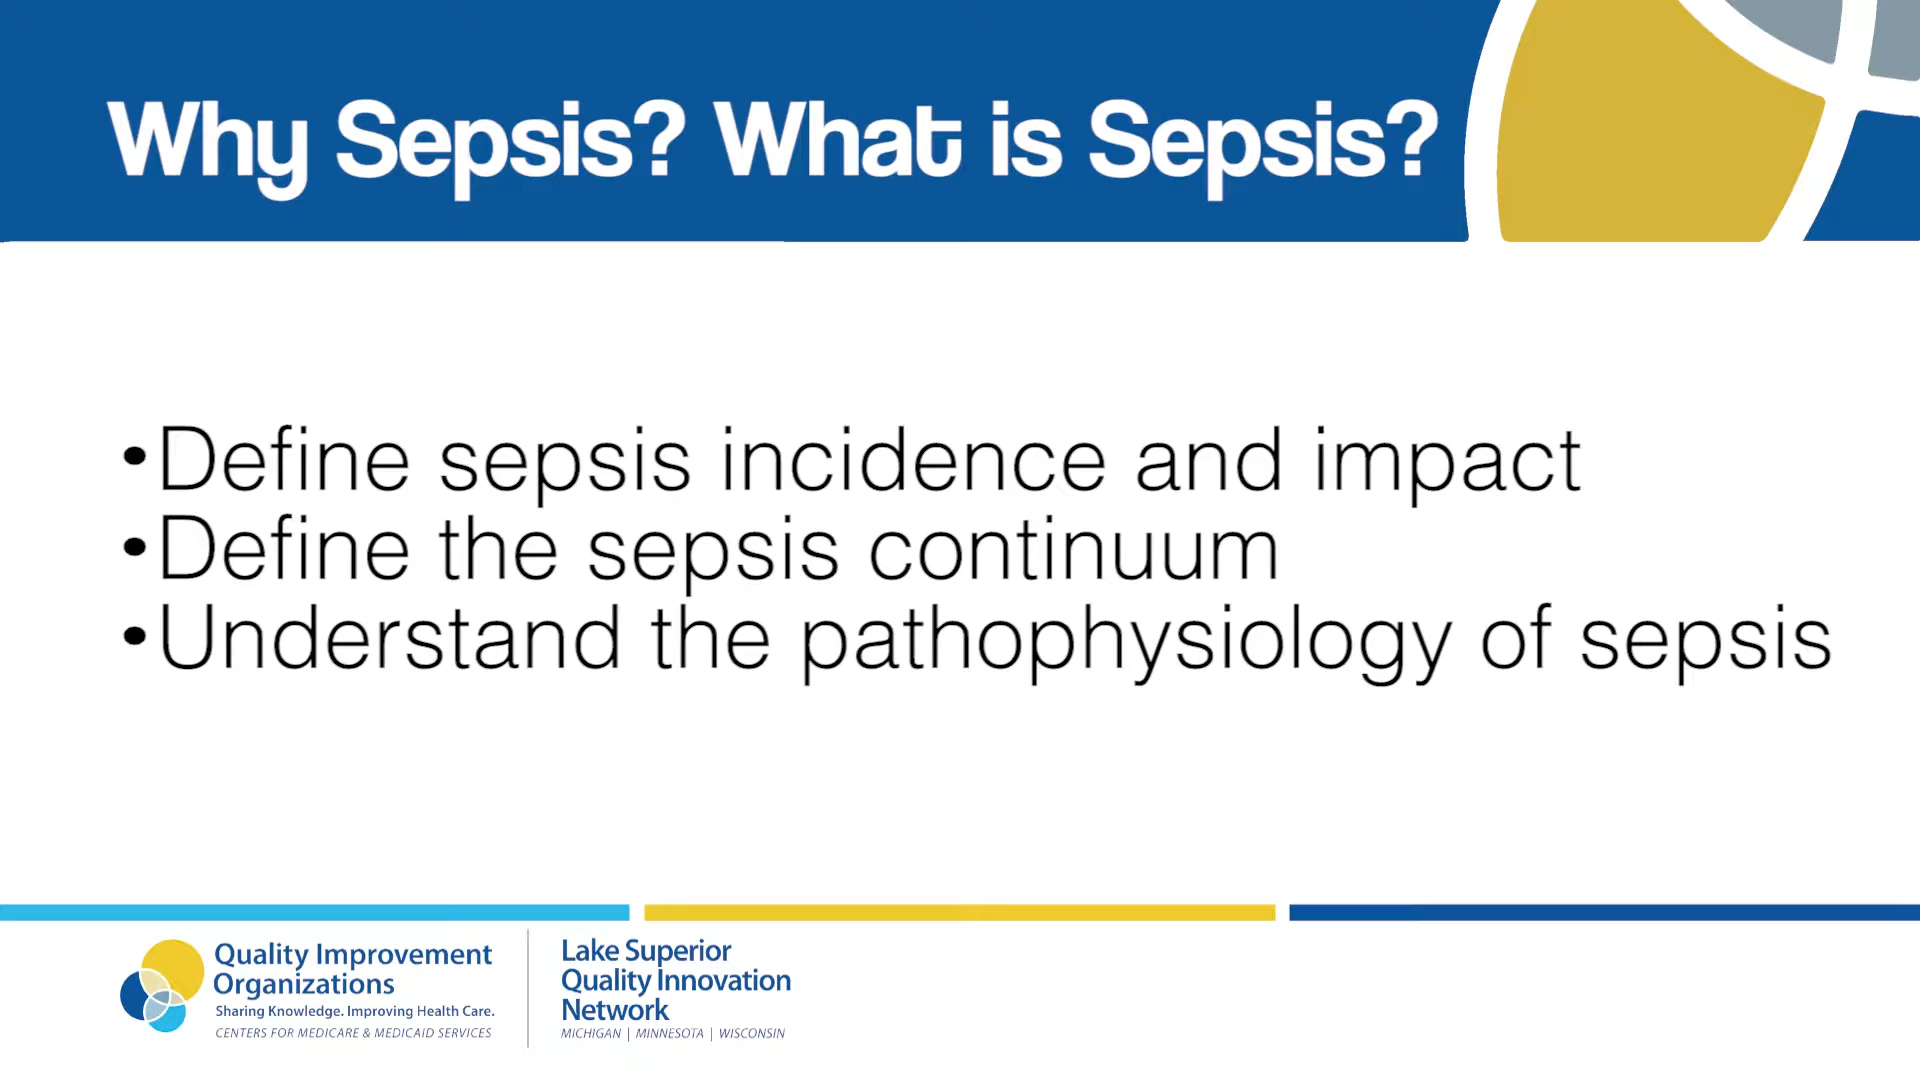 Why Sepsis? What is Sepsis?
•Define sepsis incidence and impact
•Define the sepsis continuum
•Understand the pathophysiology of sepsis
Quality Improvement
Organizations
Sharing Knowledge. Improving Health Care.
CENTERS FOR MEDICARE & MEDICAID SERVICES
Lake Superior
Quality Innovation
Network
MICHIGAN | MINNESOTA | WISCONSIN